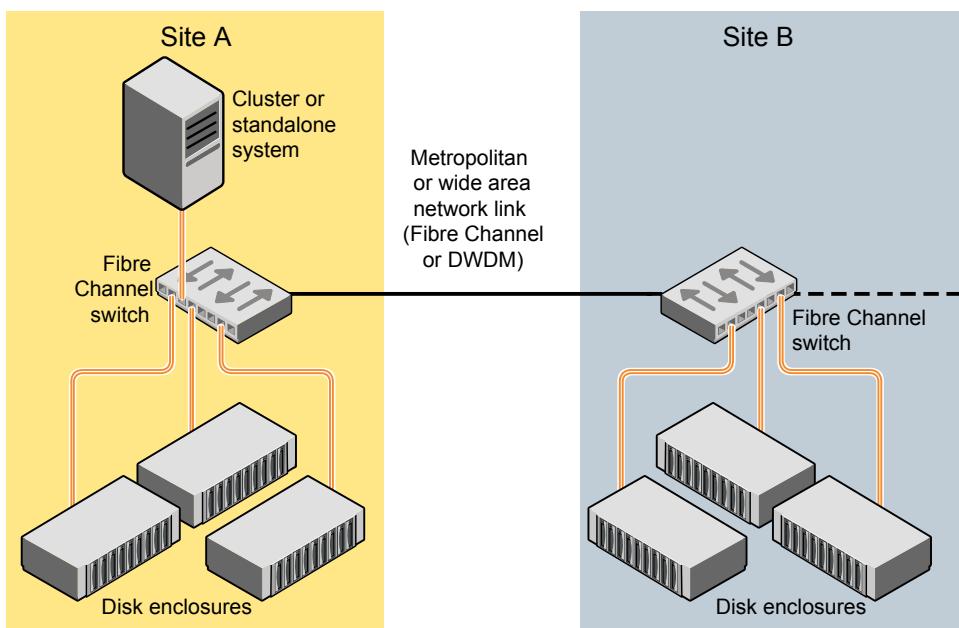 Site A
Site B
Cluster or
standalone
system
Metropolitan
or wide area
network link
(Fibre Channel
or DWDM)
Fibre
Channel
switch
Fibre Channel
switch
Disk enclosures
Disk enclosures